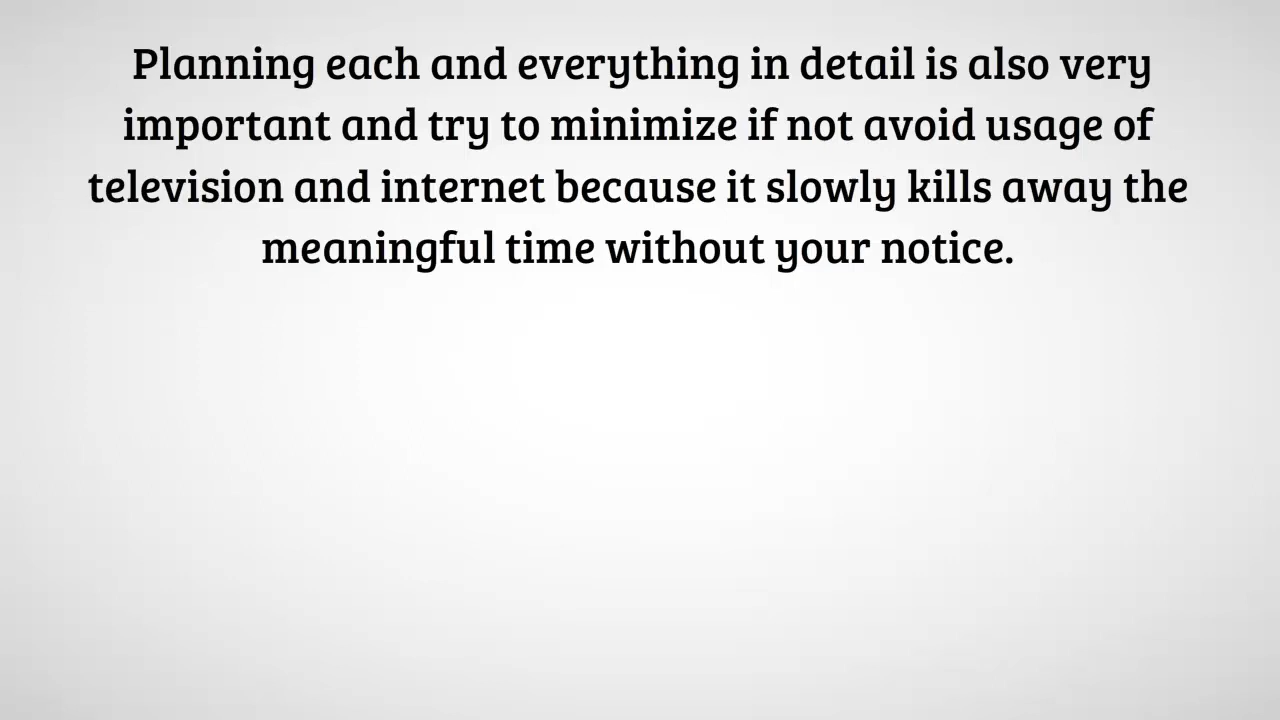 Planning each and everything in detail is also very
important and try to minimize if not avoid usage of
television and internet because it slowly kills away the
meaningful time without your notice.